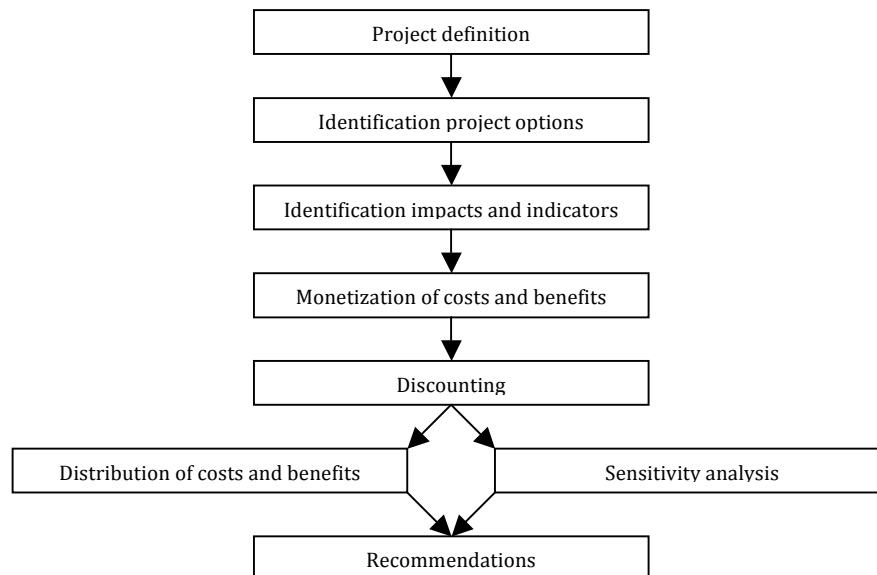 Project definition
Identification project options
Identification impacts and indicators
Monetization of costs and benefits
Discounting
Distribution of costs and benefits
Sensitivity analysis
Recommendations